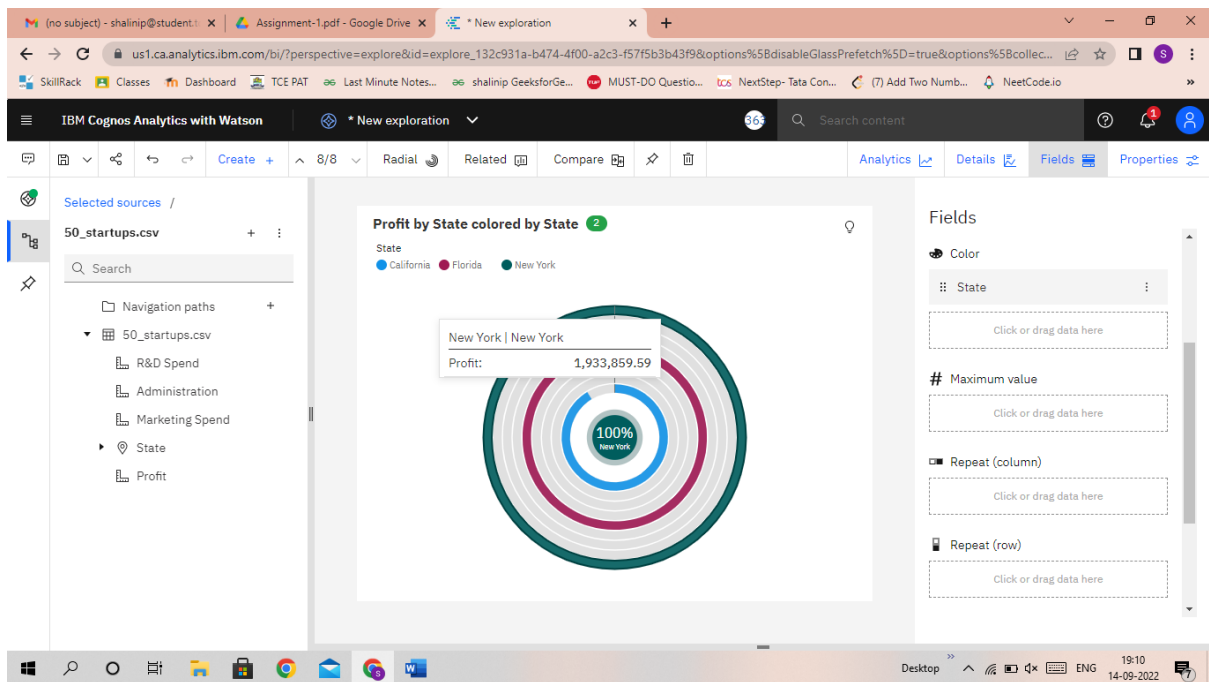 (no subject) - shalinip@student.t
Assignment-1.pdf - Google Drive
* New exploration
us1.ca.analytics.ibm.com/bi/?perspective=explore&id=explore_132c931a-b474-4f00-a2c3-f57f5b3b43f9&options%5BdisableGlassPrefetch%5D=true&options%5Bcollec...
S
SkillRack
Classes
Dashboard
TCE PAT
Last Minute Notes...
shalinip GeeksforGe...
MUST-DO Questio...
NextStep- Tata Con...
(7) Add Two Numb...
NeetCode.io
»
IBM Cognos Analytics with Watson
* New exploration
363
Search content
1
Create +
8/8
Radial
Related
Compare
Analytics
Details
Fields
Properties
Selected sources /
50_startups.csv
Search
Navigation paths
50_startups.csv
R&D Spend
Administration
Marketing Spend
State
Profit
Profit by State colored by State 2
State
California Florida New York
New York | New York
Profit: 1,933,859.59
100%
New York
Fields
Color
State
Click or drag data here
# Maximum value
Click or drag data here
Repeat (column)
Click or drag data here
Repeat (row)
Click or drag data here
Desktop
»
ENG
19:10
14-09-2022
7